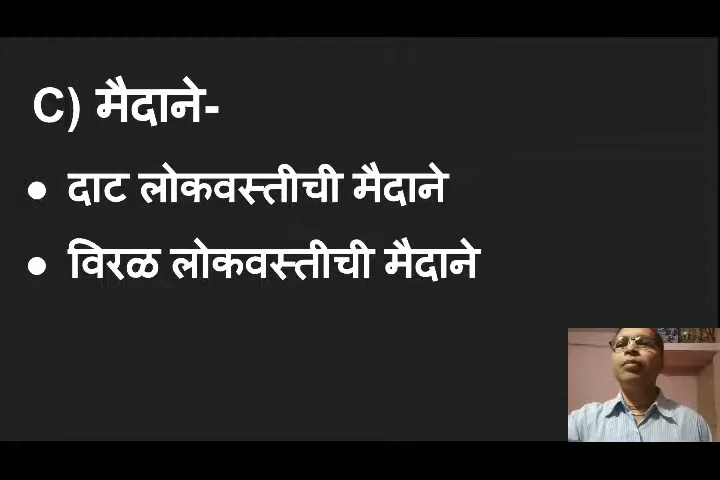 C) मैदाने-
● दाट लोकवस्तीची मैदाने
● विरळ लोकवस्तीची मैदाने